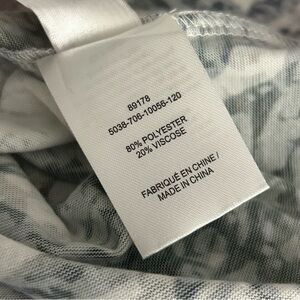 89178
5038-706-10056-120
80% POLYESTER
20% VISCOSE
FABRIQUÉ EN CHINE /
MADE IN CHINA